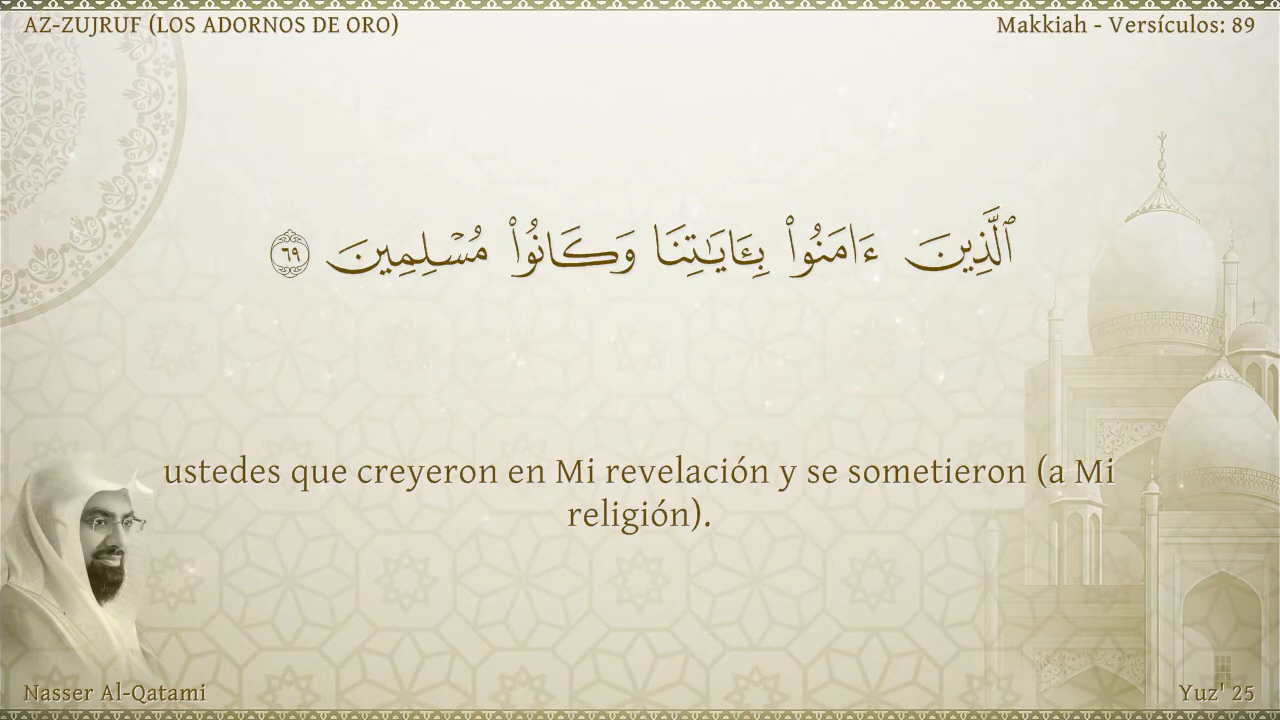 AZ-ZUJRUF (LOS ADORNOS DE ORO)
Makkiah - Versículos: 89
ٱلَّذِينَ ءَامَنُوا۟ بِـَٔايَـٰتِنَا وَكَانُوا۟ مُسْلِمِينَ ٦٩
ustedes que creyeron en Mi revelación y se sometieron (a Mi
religión).
Nasser Al-Qatami
Yuz' 25